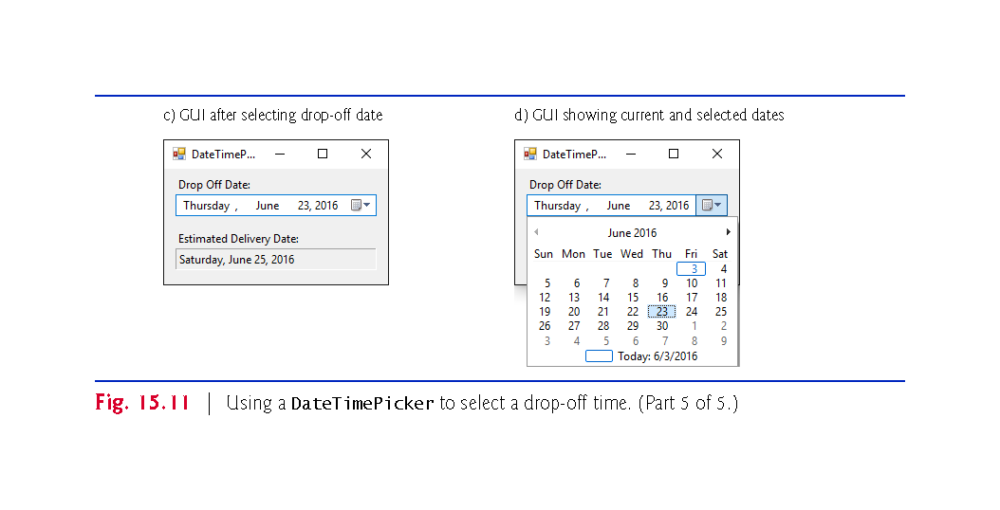 c) GUI after selecting drop-off date
DateTimeP...
Drop Off Date:
Thursday , June 23, 2016
Estimated Delivery Date:
Saturday, June 25, 2016
d) GUI showing current and selected dates
DateTimeP...
Drop Off Date:
Thursday , June 23, 2016
June 2016
Sun Mon Tue Wed Thu Fri Sat
3 4
5 6 7 8 9 10 11
12 13 14 15 16 17 18
19 20 21 22 23 24 25
26 27 28 29 30 1 2
3 4 5 6 7 8 9
Today: 6/3/2016
Fig. 15.11 | Using a DateTimePicker to select a drop-off time. (Part 5 of 5.)